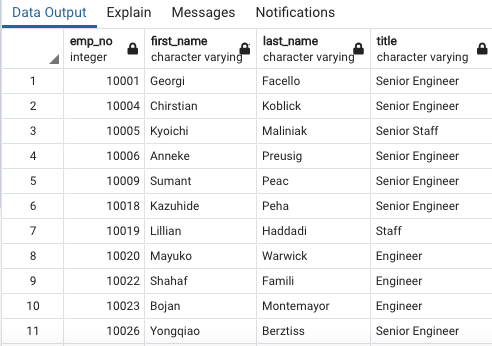 Data Output Explain Messages Notifications
emp_no first_name last_name title
integer character varying character varying character varying
1 10001 Georgi Facello Senior Engineer
2 10004 Chirstian Koblick Senior Engineer
3 10005 Kyoichi Maliniak Senior Staff
4 10006 Anneke Preusig Senior Engineer
5 10009 Sumant Peac Senior Engineer
6 10018 Kazuhide Peha Senior Engineer
7 10019 Lillian Haddadi Staff
8 10020 Mayuko Warwick Engineer
9 10022 Shahaf Famili Engineer
10 10023 Bojan Montemayor Engineer
11 10026 Yongqiao Berztiss Senior Engineer